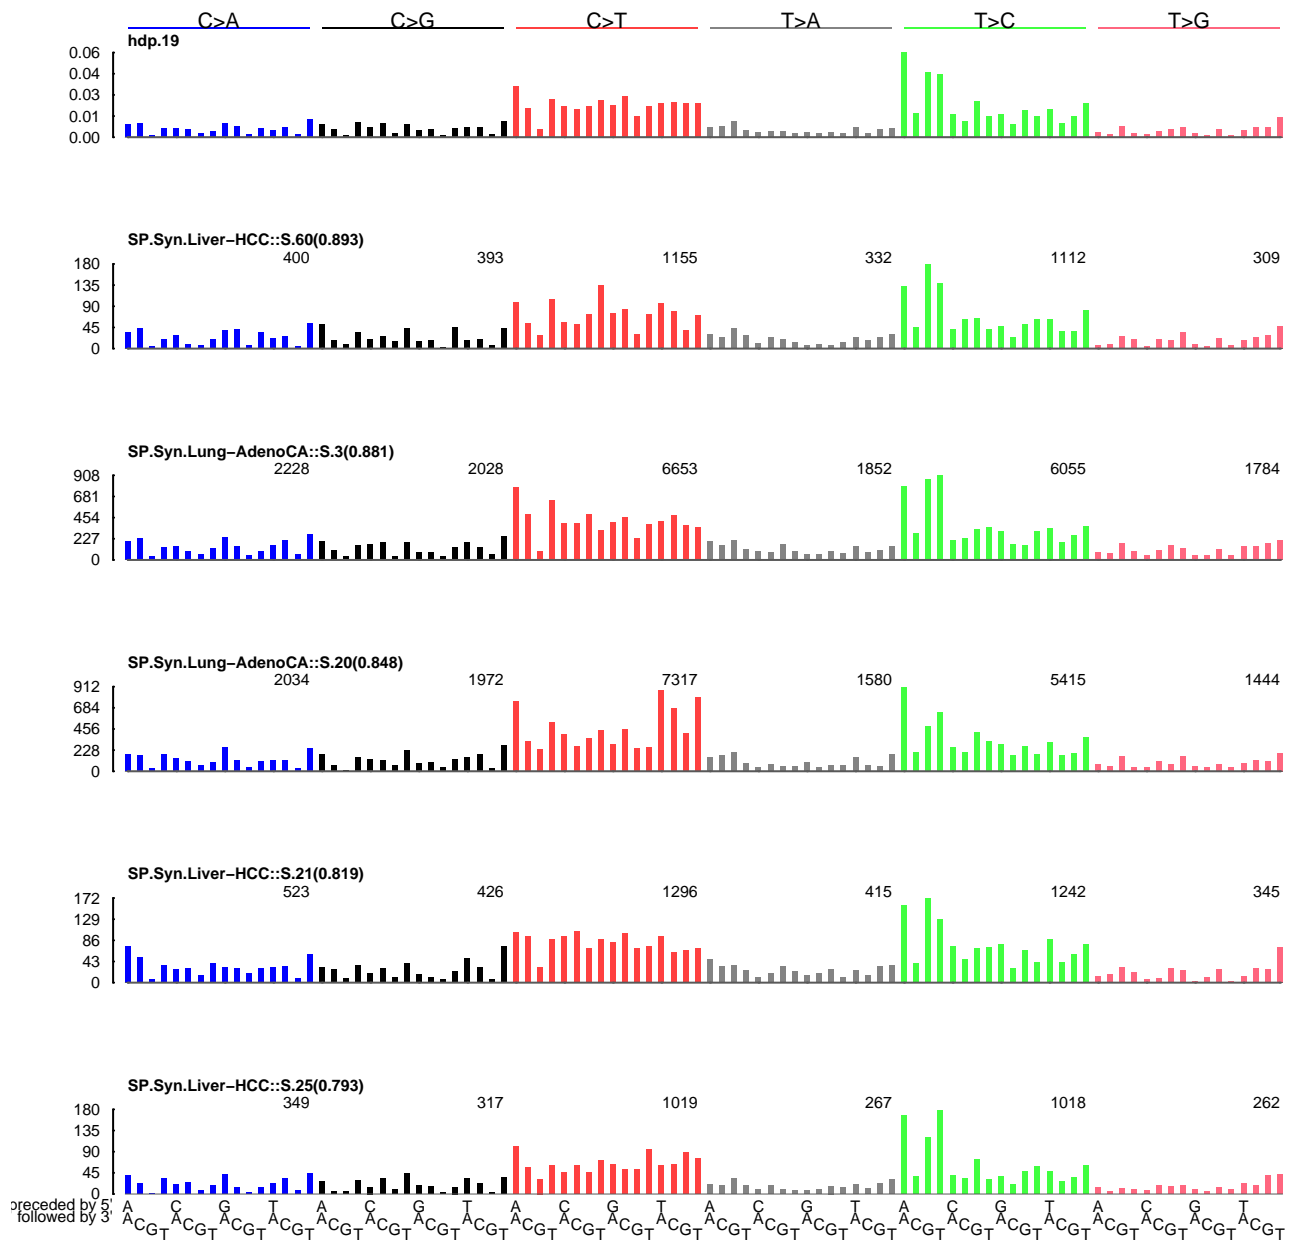 C>A C>G C>T T>A T>C T>G
hdp.19
0.06
0.04
0.03
0.01
0.00
SP.Syn.Liver−HCC::S.60(0.893)
400 393 1155 332 1112 309
180
135
90
45
0
SP.Syn.Lung−AdenoCA::S.3(0.881)
2228 2028 6653 1852 6055 1784
908
681
454
227
0
SP.Syn.Lung−AdenoCA::S.20(0.848)
2034 1972 7317 1580 5415 1444
912
684
456
228
0
SP.Syn.Liver−HCC::S.21(0.819)
523 426 1296 415 1242 345
172
129
86
43
0
SP.Syn.Liver−HCC::S.25(0.793)
349 317 1019 267 1018 262
180
135
90
45
0
preceded by 5' A C G T A C G T A C G T A C G T A C G T A C G T
followed by 3' A C G T A C G T A C G T A C G T A C G T A C G T A C G T A C G T A C G T A C G T A C G T A C G T A C G T A C G T A C G T A C G T A C G T A C G T A C G T A C G T A C G T A C G T A C G T A C G T